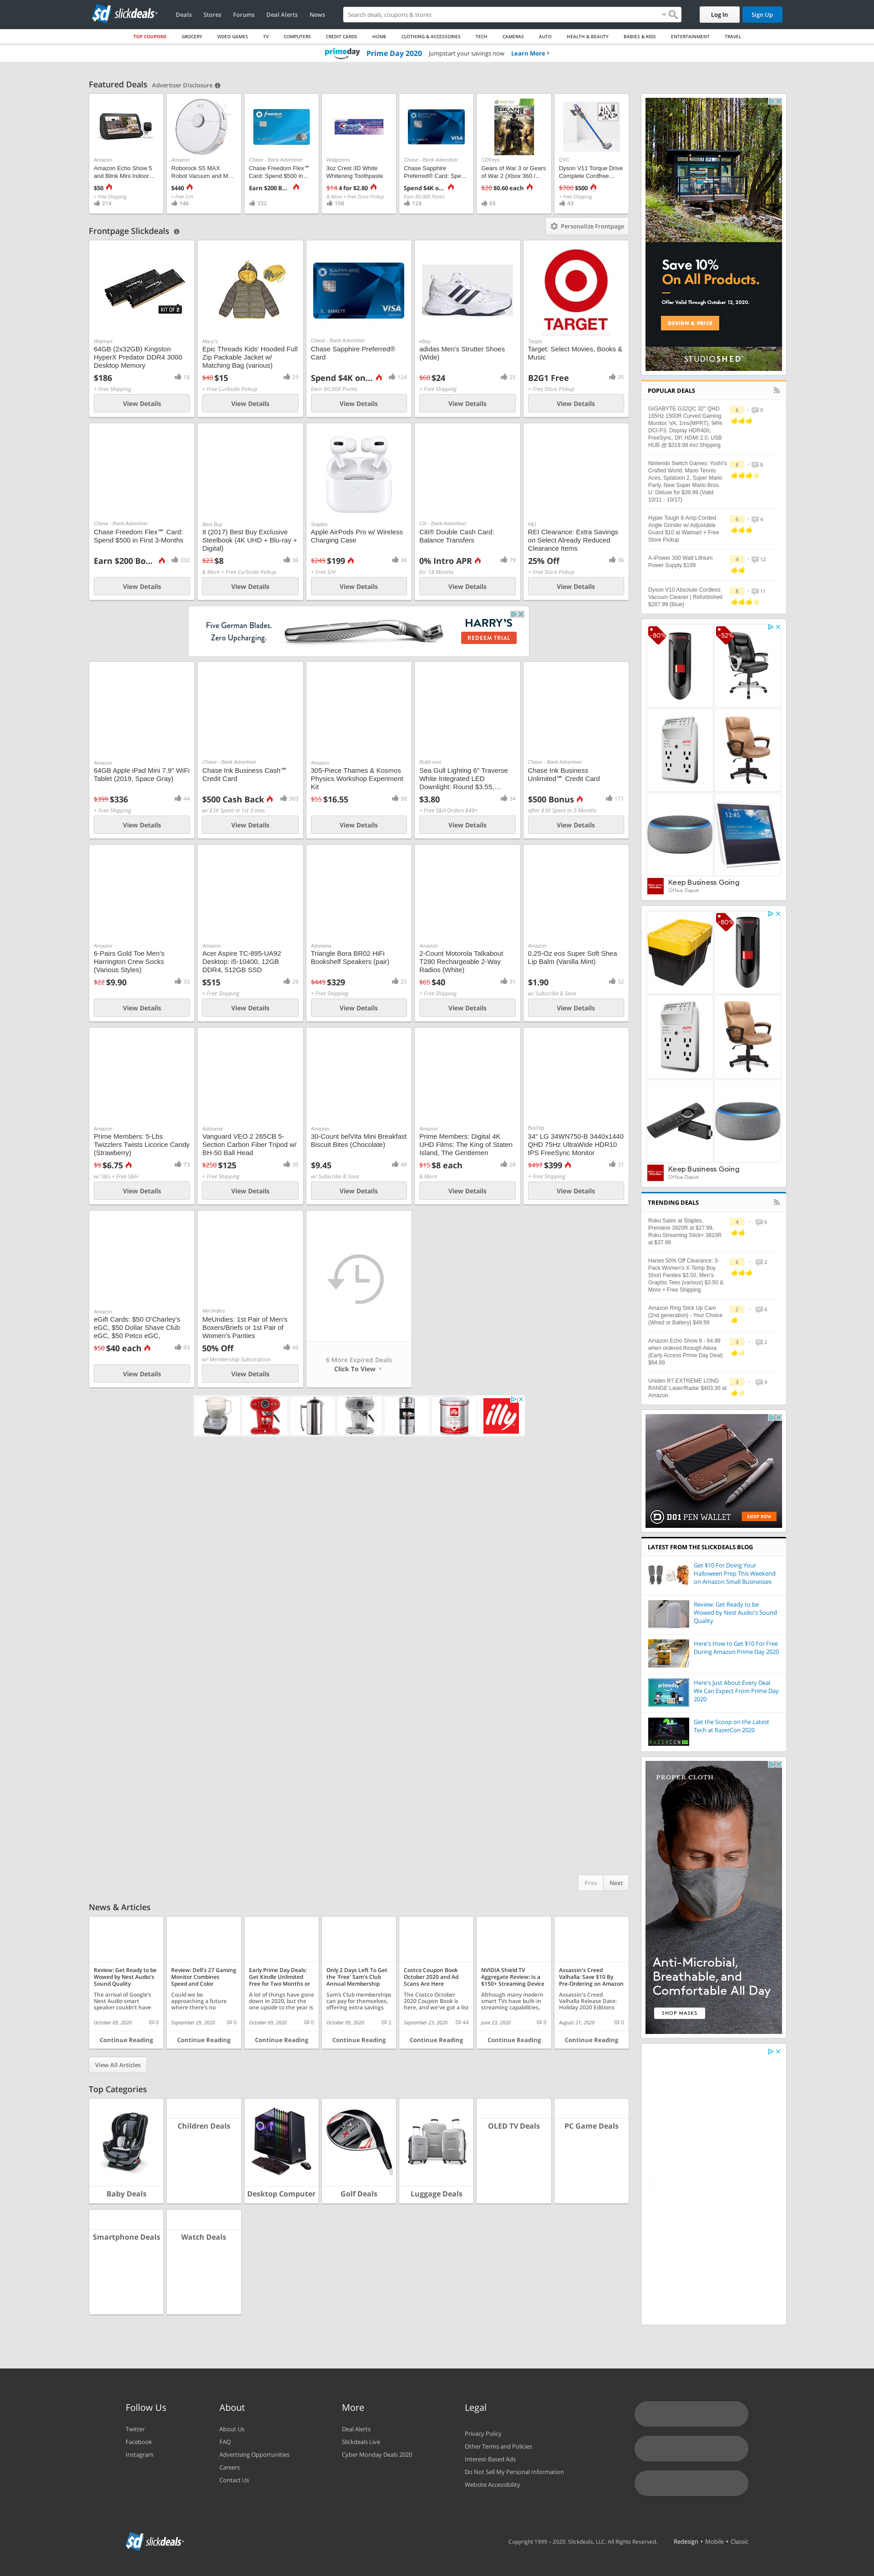 sd slickdeals
Deals Stores Forums Deal Alerts News
Search deals, coupons & stores
Log In Sign Up
TOP COUPONS GROCERY VIDEO GAMES TV COMPUTERS CREDIT CARDS HOME CLOTHING & ACCESSORIES TECH CAMERAS AUTO HEALTH & BEAUTY BABIES & KIDS ENTERTAINMENT TRAVEL
primeday Prime Day 2020 Jumpstart your savings now Learn More ›
Featured Deals Advertiser Disclosure
Amazon
Amazon Echo Show 5
and Blink Mini Indoor…
$50
+ Free Shipping
214
Amazon
Roborock S5 MAX
Robot Vacuum and M…
$440
+ Free S/H
146
Chase - Bank Advertiser
Chase Freedom Flex℠
Card: Spend $500 in…
Earn $200 B…
332
Walgreens
3oz Crest 3D White
Whitening Toothpaste
$14 4 for $2.80
& More + Free Store Pickup
158
Chase - Bank Advertiser
Chase Sapphire
Preferred® Card: Spe…
Spend $4K o…
Earn 80,000 Points
124
CDKeys
Gears of War 3 or Gears
of War 2 (Xbox 360 /…
$20 $0.60 each
65
QVC
Dyson V11 Torque Drive
Complete Cordfree…
$700 $500
+ Free Shipping
43
Frontpage Slickdeals
Personalize Frontpage
KIT OF 2
Walmart
64GB (2x32GB) Kingston
HyperX Predator DDR4 3000
Desktop Memory
$186 18
+ Free Shipping
View Details
Macy's
Epic Threads Kids' Hooded Full
Zip Packable Jacket w/
Matching Bag (various)
$40 $15 29
+ Free Curbside Pickup
View Details
SAPPHIRE
D. BARRETT VISA
Chase - Bank Advertiser
Chase Sapphire Preferred®
Card
Spend $4K on… 124
Earn 80,000 Points
View Details
eBay
adidas Men's Strutter Shoes
(Wide)
$60 $24 25
+ Free Shipping
View Details
TARGET
Target
Target: Select Movies, Books &
Music
B2G1 Free 35
+ Free Store Pickup
View Details
Chase - Bank Advertiser
Chase Freedom Flex℠ Card:
Spend $500 in First 3-Months
Earn $200 Bo… 332
View Details
Best Buy
It (2017) Best Buy Exclusive
Steelbook (4K UHD + Blu-ray +
Digital)
$23 $8 36
& More + Free Curbside Pickup
View Details
Staples
Apple AirPods Pro w/ Wireless
Charging Case
$249 $199 36
+ Free S/H
View Details
Citi - Bank Advertiser
Citi® Double Cash Card:
Balance Transfers
0% Intro APR 79
for 18 Months
View Details
REI
REI Clearance: Extra Savings
on Select Already Reduced
Clearance Items
25% Off 36
+ Free Store Pickup
View Details
Five German Blades.
Zero Upcharging.
HARRY'S
REDEEM TRIAL
Amazon
64GB Apple iPad Mini 7.9" WiFi
Tablet (2019, Space Gray)
$399 $336 44
+ Free Shipping
View Details
Chase - Bank Advertiser
Chase Ink Business Cash℠
Credit Card
$500 Cash Back 303
w/ $3K Spent in 1st 3-mos
View Details
Amazon
305-Piece Thames & Kosmos
Physics Workshop Experiment
Kit
$55 $16.55 30
View Details
Build.com
Sea Gull Lighting 6" Traverse
White Integrated LED
Downlight: Round $3.55,…
$3.80 34
+ Free S&H Orders $49+
View Details
Chase - Bank Advertiser
Chase Ink Business
Unlimited℠ Credit Card
$500 Bonus 171
after $3K Spent in 3-Months
View Details
Amazon
6-Pairs Gold Toe Men's
Harrington Crew Socks
(Various Styles)
$22 $9.90 33
View Details
Amazon
Acer Aspire TC-895-UA92
Desktop: i5-10400, 12GB
DDR4, 512GB SSD
$515 26
+ Free Shipping
View Details
Adorama
Triangle Bora BR02 HiFi
Bookshelf Speakers (pair)
$449 $329 25
+ Free Shipping
View Details
Amazon
2-Count Motorola Talkabout
T280 Rechargeable 2-Way
Radios (White)
$65 $40 31
+ Free Shipping
View Details
Amazon
0.25-Oz eos Super Soft Shea
Lip Balm (Vanilla Mint)
$1.90 32
w/ Subscribe & Save
View Details
Amazon
Prime Members: 5-Lbs
Twizzlers Twists Licorice Candy
(Strawberry)
$9 $6.75 73
w/ S&S + Free S&H
View Details
Adorama
Vanguard VEO 2 265CB 5-
Section Carbon Fiber Tripod w/
BH-50 Ball Head
$250 $125 30
+ Free Shipping
View Details
Amazon
30-Count belVita Mini Breakfast
Biscuit Bites (Chocolate)
$9.45 48
w/ Subscribe & Save
View Details
Amazon
Prime Members: Digital 4K
UHD Films: The King of Staten
Island, The Gentlemen
$15 $8 each 28
& More
View Details
BuyDig
34" LG 34WN750-B 3440x1440
QHD 75Hz UltraWide HDR10
IPS FreeSync Monitor
$497 $399 31
+ Free Shipping
View Details
Amazon
eGift Cards: $50 O'Charley's
eGC, $50 Dollar Shave Club
eGC, $50 Petco eGC,
$50 $40 each 55
View Details
MeUndies
MeUndies: 1st Pair of Men's
Boxers/Briefs or 1st Pair of
Women's Panties
50% Off 46
w/ Membership Subscription
View Details
6 More Expired Deals
Click To View ›
illy
Prev Next
News & Articles
Review: Get Ready to be
Wowed by Nest Audio's
Sound Quality
The arrival of Google's
Nest Audio smart
speaker couldn't have
October 09, 2020 0
Continue Reading
Review: Dell's 27 Gaming
Monitor Combines
Speed and Color
Could we be
approaching a future
where there's no
September 29, 2020 0
Continue Reading
Early Prime Day Deals:
Get Kindle Unlimited
Free for Two Months or
A lot of things have gone
down in 2020, but the
one upside to the year is
October 09, 2020 0
Continue Reading
Only 2 Days Left To Get
the 'Free' Sam's Club
Annual Membership
Sam's Club memberships
can pay for themselves,
offering extra savings
October 09, 2020 2
Continue Reading
Costco Coupon Book
October 2020 and Ad
Scans Are Here
The Costco October
2020 Coupon Book is
here, and we've got a list
September 23, 2020 44
Continue Reading
NVIDIA Shield TV
Aggregate Review: Is a
$150+ Streaming Device
Although many modern
smart TVs have built-in
streaming capabilities,
June 23, 2020 0
Continue Reading
Assassin's Creed
Valhalla: Save $10 By
Pre-Ordering on Amazon
Assassin's Creed
Valhalla Release Date:
Holiday 2020 Editions
August 21, 2020 0
Continue Reading
View All Articles
Top Categories
Baby Deals
Children Deals
Desktop Computer
Golf Deals
Luggage Deals
OLED TV Deals
PC Game Deals
Smartphone Deals
Watch Deals
Save 10%
On All Products.
Offer Valid Through October 12, 2020.
DESIGN & PRICE
STUDIOSHED
POPULAR DEALS
GIGABYTE G32QC 32" QHD
165Hz 1500R Curved Gaming
Monitor, VA, 1ms(MPRT), 94%
DCI-P3, Display HDR400,
FreeSync, DP, HDMI 2.0, USB
HUB @ $319.98 incl Shipping
6 0
Nintendo Switch Games: Yoshi's
Crafted World, Mario Tennis
Aces, Splatoon 2, Super Mario
Party, New Super Mario Bros.
U: Deluxe for $39.99 (Valid
10/11 - 10/17)
8 8
Hyper Tough 6-Amp Corded
Angle Grinder w/ Adjustable
Guard $10 at Walmart + Free
Store Pickup
6 4
A-iPower 300 Watt Lithium
Power Supply $199
4 12
Dyson V10 Absolute Cordless
Vacuum Cleaner | Refurbished
$287.99 (Blue)
8 11
-80% -52%
APC
12:45
Keep Business Going
Office Depot
-80%
APC
Keep Business Going
Office Depot
TRENDING DEALS
Roku Sales at Staples,
Premiere 3920R at $27.99,
Roku Streaming Stick+ 3810R
at $37.99
4 6
Hanes 50% Off Clearance: 3-
Pack Women's X-Temp Boy
Short Panties $3.50, Men's
Graphic Tees (various) $3.50 &
More + Free Shipping
6 2
Amazon Ring Stick Up Cam
(2nd generation) - Your Choice
(Wired or Battery) $49.99
2 6
Amazon Echo Show 8 - 64.99
when ordered through Alexa
(Early Access Prime Day Deal)
$64.99
3 2
Uniden R7 EXTREME LONG
RANGE Laser/Radar $403.30 at
Amazon
3 9
D01 PEN WALLET
SHOP NOW
LATEST FROM THE SLICKDEALS BLOG
Get $10 For Doing Your
Halloween Prep This Weekend
on Amazon Small Businesses
Review: Get Ready to be
Wowed by Nest Audio's Sound
Quality
Here's How to Get $10 For Free
During Amazon Prime Day 2020
Here's Just About Every Deal
We Can Expect From Prime Day
2020
Get the Scoop on the Latest
Tech at RazerCon 2020
PROPER CLOTH
Anti-Microbial,
Breathable, and
Comfortable All Day
SHOP MASKS
Follow Us
Twitter
Facebook
Instagram
About
About Us
FAQ
Advertising Opportunities
Careers
Contact Us
More
Deal Alerts
Slickdeals Live
Cyber Monday Deals 2020
Legal
Privacy Policy
Other Terms and Policies
Interest-Based Ads
Do Not Sell My Personal Information
Website Accessibility
sd slickdeals
Copyright 1999 – 2020. Slickdeals, LLC. All Rights Reserved. Redesign • Mobile • Classic